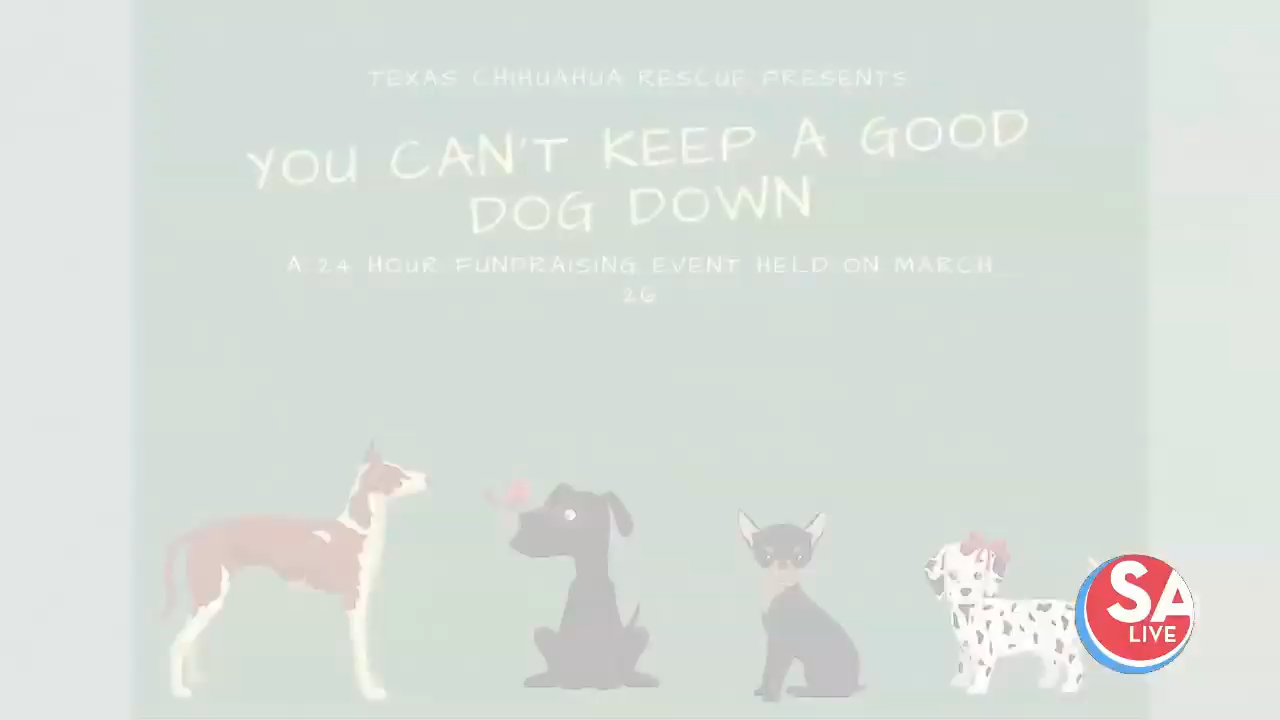 TEXAS CHIHUAHUA RESCUE PRESENTS
YOU CAN'T KEEP A GOOD
DOG DOWN
A 24 HOUR FUNDRAISING EVENT HELD ON MARCH
26
SA
LIVE